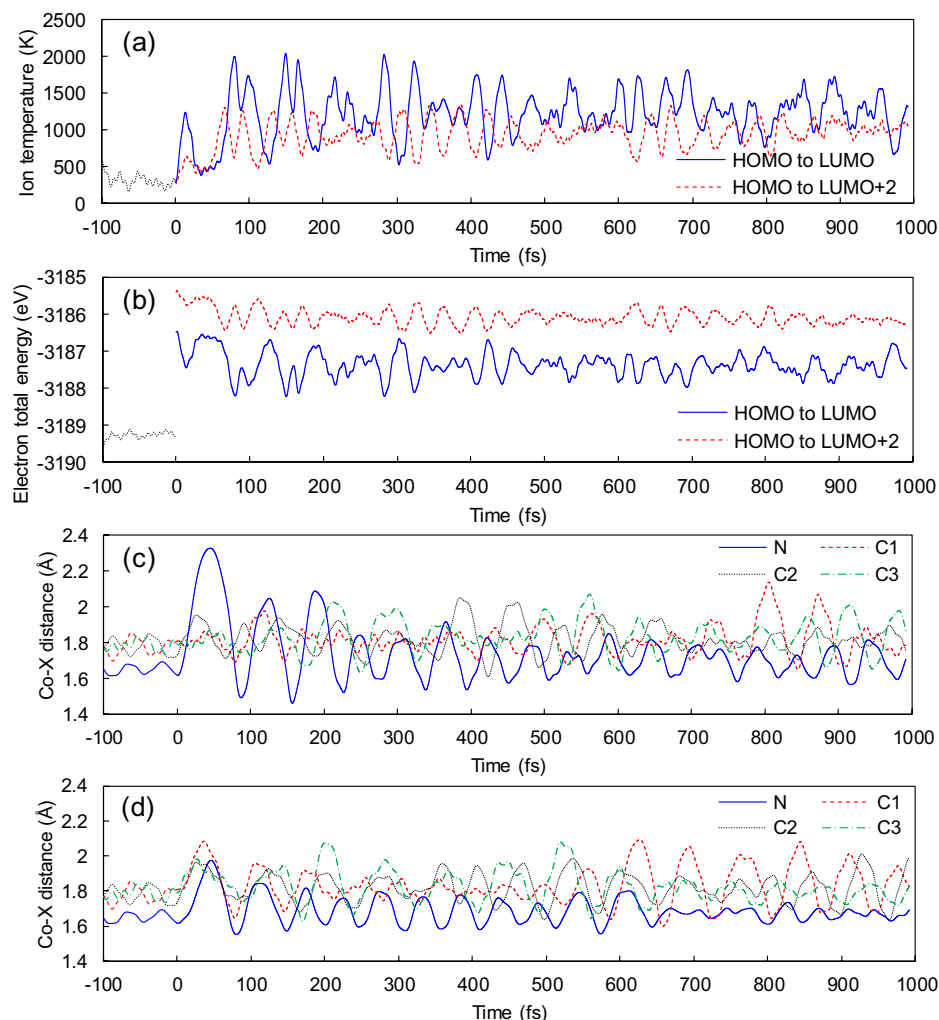 (a)
Ion temperature (K)
2500
2000
1500
1000
500
0
HOMO to LUMO
HOMO to LUMO+2
-100 0 100 200 300 400 500 600 700 800 900 1000
Time (fs)
(b)
Electron total energy (eV)
-3185
-3186
-3187
-3188
-3189
-3190
HOMO to LUMO
HOMO to LUMO+2
-100 0 100 200 300 400 500 600 700 800 900 1000
Time (fs)
(c)
Co-X distance (Å)
2.4
2.2
2
1.8
1.6
1.4
N C1
C2 C3
-100 0 100 200 300 400 500 600 700 800 900 1000
Time (fs)
(d)
Co-X distance (Å)
2.4
2.2
2
1.8
1.6
1.4
N C1
C2 C3
-100 0 100 200 300 400 500 600 700 800 900 1000
Time (fs)